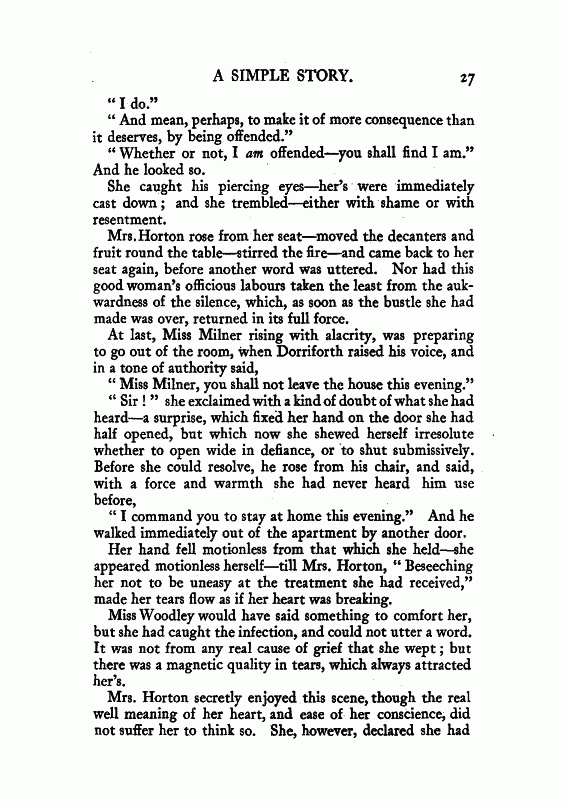 A SIMPLE STORY. 27
“ I do.”
“ And mean, perhaps, to make it of more consequence than
it deserves, by being offended.”
“ Whether or not, I am offended—you shall find I am.”
And he looked so.
She caught his piercing eyes—her's were immediately
cast down ; and she trembled—either with shame or with
resentment.
Mrs. Horton rose from her seat—moved the decanters and
fruit round the table—stirred the fire—and came back to her
seat again, before another word was uttered. Nor had this
good woman's officious labours taken the least from the auk-
wardness of the silence, which, as soon as the bustle she had
made was over, returned in its full force.
At last, Miss Milner rising with alacrity, was preparing
to go out of the room, when Dorriforth raised his voice, and
in a tone of authority said,
“ Miss Milner, you shall not leave the house this evening.”
“ Sir ! ” she exclaimed with a kind of doubt of what she had
heard—a surprise, which fixed her hand on the door she had
half opened, but which now she shewed herself irresolute
whether to open wide in defiance, or to shut submissively.
Before she could resolve, he rose from his chair, and said,
with a force and warmth she had never heard him use
before,
“ I command you to stay at home this evening.” And he
walked immediately out of the apartment by another door.
Her hand fell motionless from that which she held—she
appeared motionless herself—till Mrs. Horton, “ Beseeching
her not to be uneasy at the treatment she had received,”
made her tears flow as if her heart was breaking.
Miss Woodley would have said something to comfort her,
but she had caught the infection, and could not utter a word.
It was not from any real cause of grief that she wept ; but
there was a magnetic quality in tears, which always attracted
her's.
Mrs. Horton secretly enjoyed this scene, though the real
well meaning of her heart, and ease of her conscience, did
not suffer her to think so. She, however, declared she had